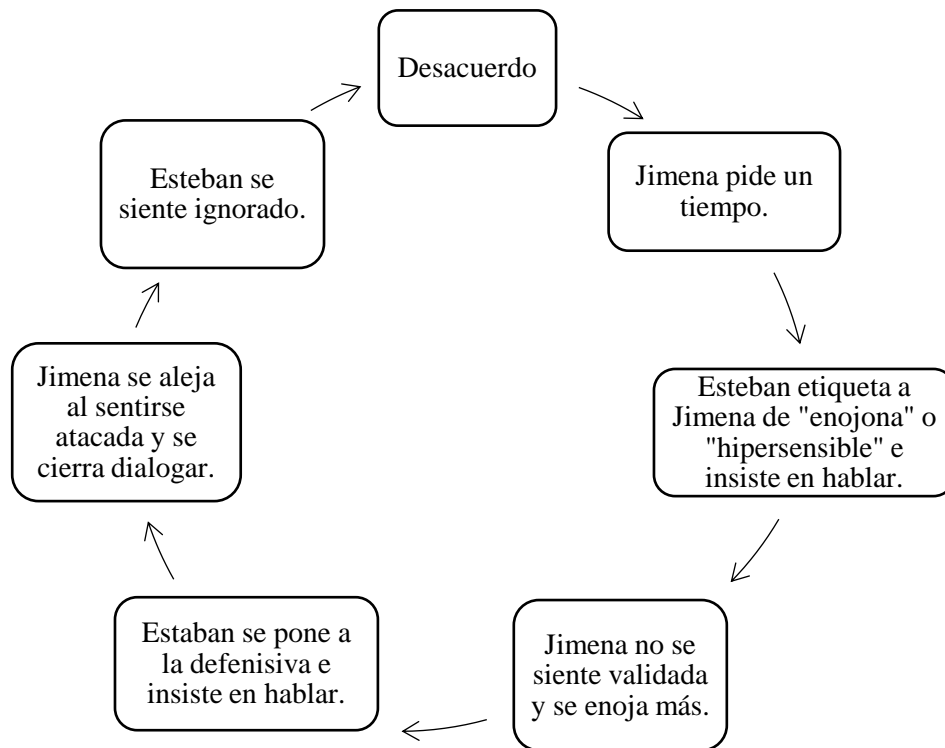 Desacuerdo
Jimena pide un
tiempo.
Esteban etiqueta a
Jimena de "enojona" o
"hipersensible" e
insiste en hablar.
Jimena no se
siente validada
y se enoja más.
Estaban se pone a
la defenisiva e
insiste en hablar.
Jimena se aleja
al sentirse
atacada y se
cierra dialogar.
Esteban se
siente ignorado.